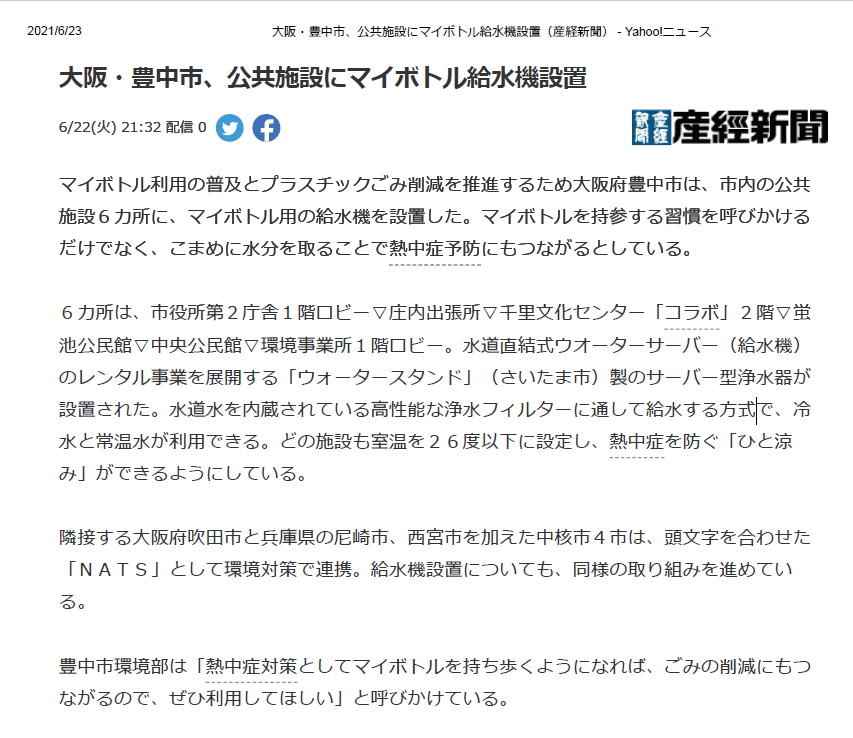 2021/6/23
大阪・豊中市、公共施設にマイボトル給水機設置（産経新聞） - Yahoo!ニュース
大阪・豊中市、公共施設にマイボトル給水機設置
6/22(火) 21:32 配信 0
産経新聞
産經新聞
マイボトル利用の普及とプラスチックごみ削減を推進するため大阪府豊中市は、市内の公共
施設６カ所に、マイボトル用の給水機を設置した。マイボトルを持参する習慣を呼びかける
だけでなく、こまめに水分を取ることで熱中症予防にもつながるとしている。
６カ所は、市役所第２庁舎１階ロビー▽庄内出張所▽千里文化センター「コラボ」２階▽蛍
池公民館▽中央公民館▽環境事業所１階ロビー。水道直結式ウオーターサーバー（給水機）
のレンタル事業を展開する「ウォータースタンド」（さいたま市）製のサーバー型浄水器が
設置された。水道水を内蔵されている高性能な浄水フィルターに通して給水する方式で、冷
水と常温水が利用できる。どの施設も室温を２６度以下に設定し、熱中症を防ぐ「ひと涼
み」ができるようにしている。
隣接する大阪府吹田市と兵庫県の尼崎市、西宮市を加えた中核市４市は、頭文字を合わせた
「ＮＡＴＳ」として環境対策で連携。給水機設置についても、同様の取り組みを進めてい
る。
豊中市環境部は「熱中症対策としてマイボトルを持ち歩くようになれば、ごみの削減にもつ
ながるので、ぜひ利用してほしい」と呼びかけている。